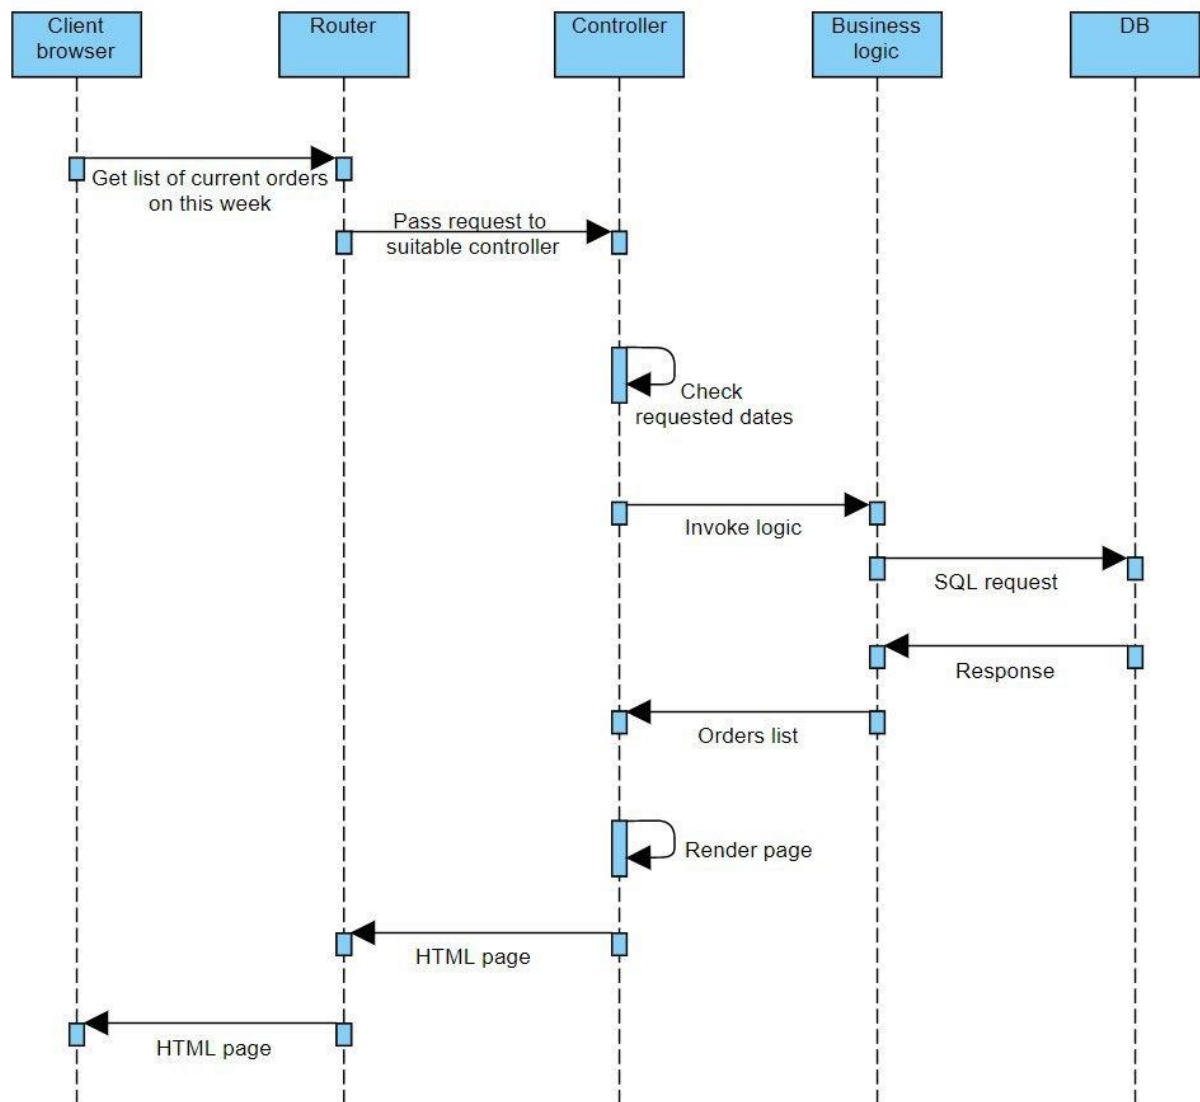 Client
browser
Router
Controller
Business
logic
DB
Get list of current orders
on this week
Pass request to
suitable controller
Check
requested dates
Invoke logic
SQL request
Response
Orders list
Render page
HTML page
HTML page